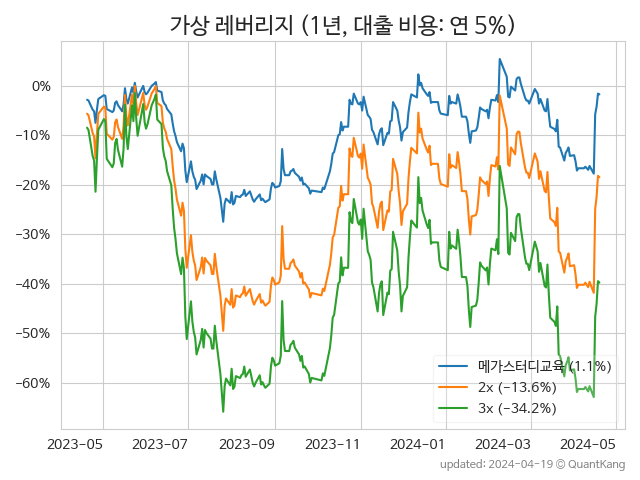 가상 레버리지 (1년, 대출 비용: 연 5%)
0%
−10%
−20%
−30%
−40%
−50%
−60%
메가스터디교육 (1.1%)
2x (−13.6%)
3x (−34.2%)
2023-05 2023-07 2023-09 2023-11 2024-01 2024-03 2024-05
updated: 2024-04-19 © QuantKang